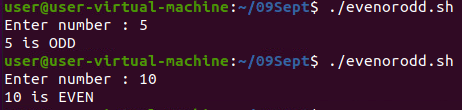 user@user-virtual-machine:~/09Sept$ ./evenorodd.sh
Enter number : 5
5 is ODD
user@user-virtual-machine:~/09Sept$ ./evenorodd.sh
Enter number : 10
10 is EVEN